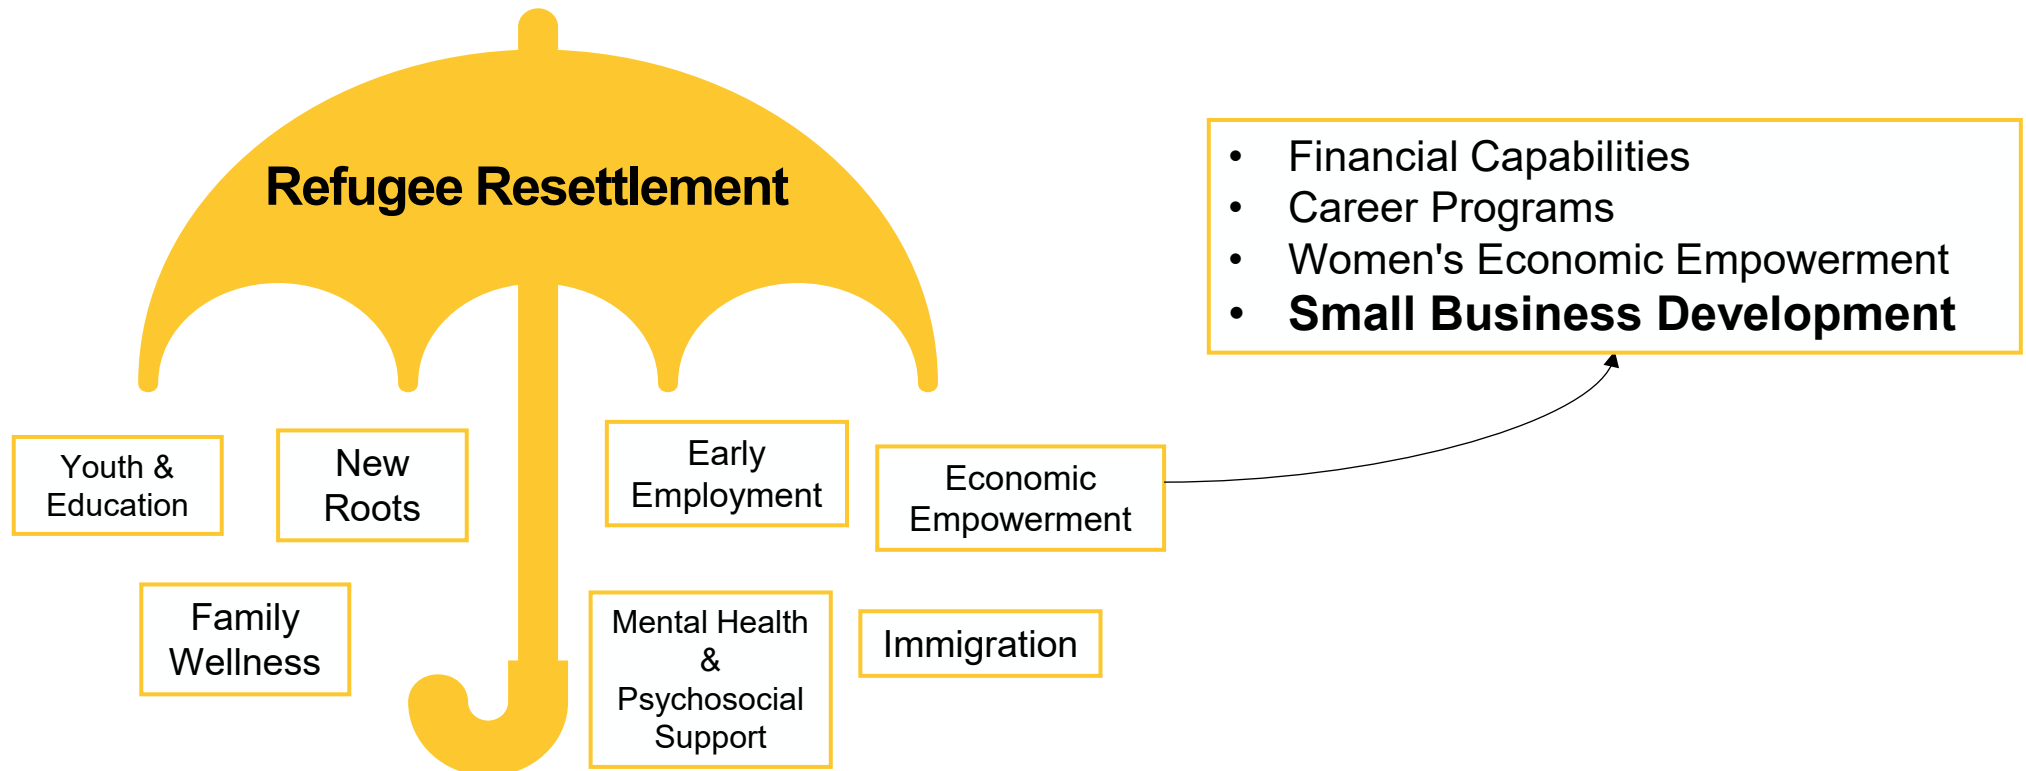 Refugee Resettlement
• Financial Capabilities
• Career Programs
• Women's Economic Empowerment
• Small Business Development
Youth &
Education
New
Roots
Early
Employment
Economic
Empowerment
Family
Wellness
Mental Health
&
Psychosocial
Support
Immigration